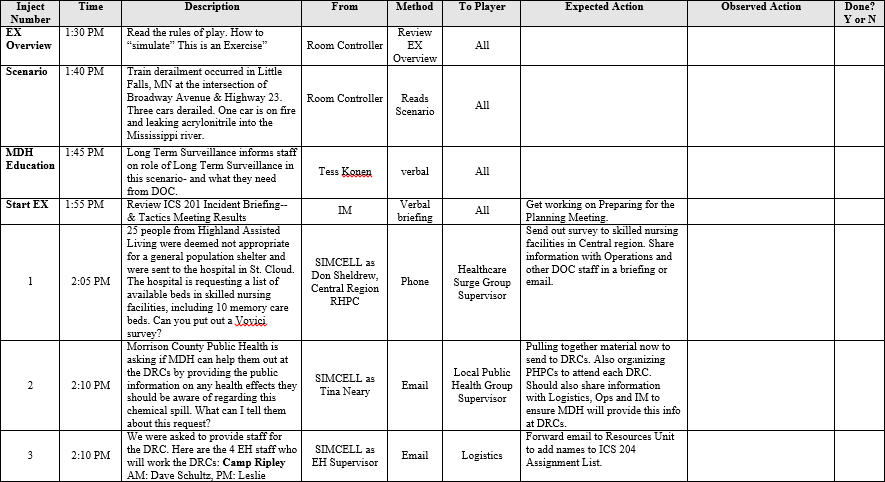 Inject Number Time Description From Method To Player Expected Action Observed Action Done? Y or N
EX Overview 1:30 PM Read the rules of play. How to “simulate” This is an Exercise” Room Controller Review EX Overview All
Scenario 1:40 PM Train derailment occurred in Little Falls, MN at the intersection of Broadway Avenue & Highway 23. Three cars derailed. One car is on fire and leaking acrylonitrile into the Mississippi river. Room Controller Reads Scenario All
MDH Education 1:45 PM Long Term Surveillance informs staff on role of Long Term Surveillance in this scenario- and what they need from DOC. Tess Konen verbal All
Start EX 1:55 PM Review ICS 201 Incident Briefing-- & Tactics Meeting Results IM Verbal briefing All Get working on Preparing for the Planning Meeting.
1 2:05 PM 25 people from Highland Assisted Living were deemed not appropriate for a general population shelter and were sent to the hospital in St. Cloud. The hospital is requesting a list of available beds in skilled nursing facilities, including 10 memory care beds. Can you put out a Vovici survey? SIMCELL as Don Sheldrew, Central Region RHPC Phone Healthcare Surge Group Supervisor Send out survey to skilled nursing facilities in Central region. Share information with Operations and other DOC staff in a briefing or email.
2 2:10 PM Morrison County Public Health is asking if MDH can help them out at the DRCs by providing the public information on any health effects they should be aware of regarding this chemical spill. What can I tell them about this request? SIMCELL as Tina Neary Email Local Public Health Group Supervisor Pulling together material now to send to DRCs. Also organizing PHPCs to attend each DRC. Should also share information with Logistics, Ops and IM to ensure MDH will provide this info at DRCs.
3 2:10 PM We were asked to provide staff for the DRC. Here are the 4 EH staff who will work the DRCs: Camp Ripley AM: Dave Schultz, PM: Leslie SIMCELL as EH Supervisor Email Logistics Forward email to Resources Unit to add names to ICS 204 Assignment List.